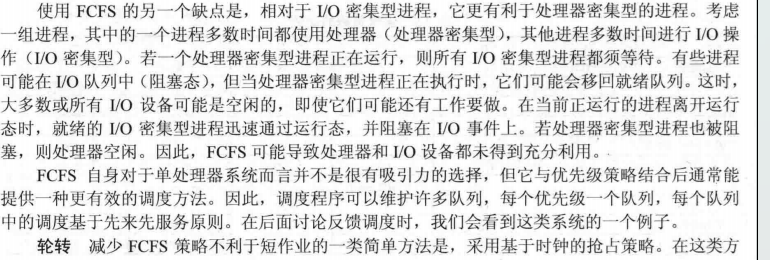 使用 FCFS 的另一个缺点是，相对于 I/O 密集型进程，它更有利于处理器密集型的进程。考虑
一组进程，其中的一个进程多数时间都使用处理器（处理器密集型），其他进程多数时间进行 I/O 操
作（I/O 密集型）。若一个处理器密集型进程正在运行，则所有 I/O 密集型进程都须等待。有些进程
可能在 I/O 队列中（阻塞态），但当处理器密集型进程正在执行时，它们可能会移回就绪队列。这时，
大多数或所有 I/O 设备可能是空闲的，即使它们可能还有工作要做。在当前正运行的进程离开运行
态时，就绪的 I/O 密集型进程迅速通过运行态，并阻塞在 I/O 事件上。若处理器密集型进程也被阻
塞，则处理器空闲。因此，FCFS 可能导致处理器和 I/O 设备都未得到充分利用。
FCFS 自身对于单处理器系统而言并不是很有吸引力的选择，但它与优先级策略结合后通常能
提供一种更有效的调度方法。因此，调度程序可以维护许多队列，每个优先级一个队列，每个队列
中的调度基于先来先服务原则。在后面讨论反馈调度时，我们会看到这类系统的一个例子。
轮转 减少 FCFS 策略不利于短作业的一类简单方法是，采用基于时钟的抢占策略。在这类方